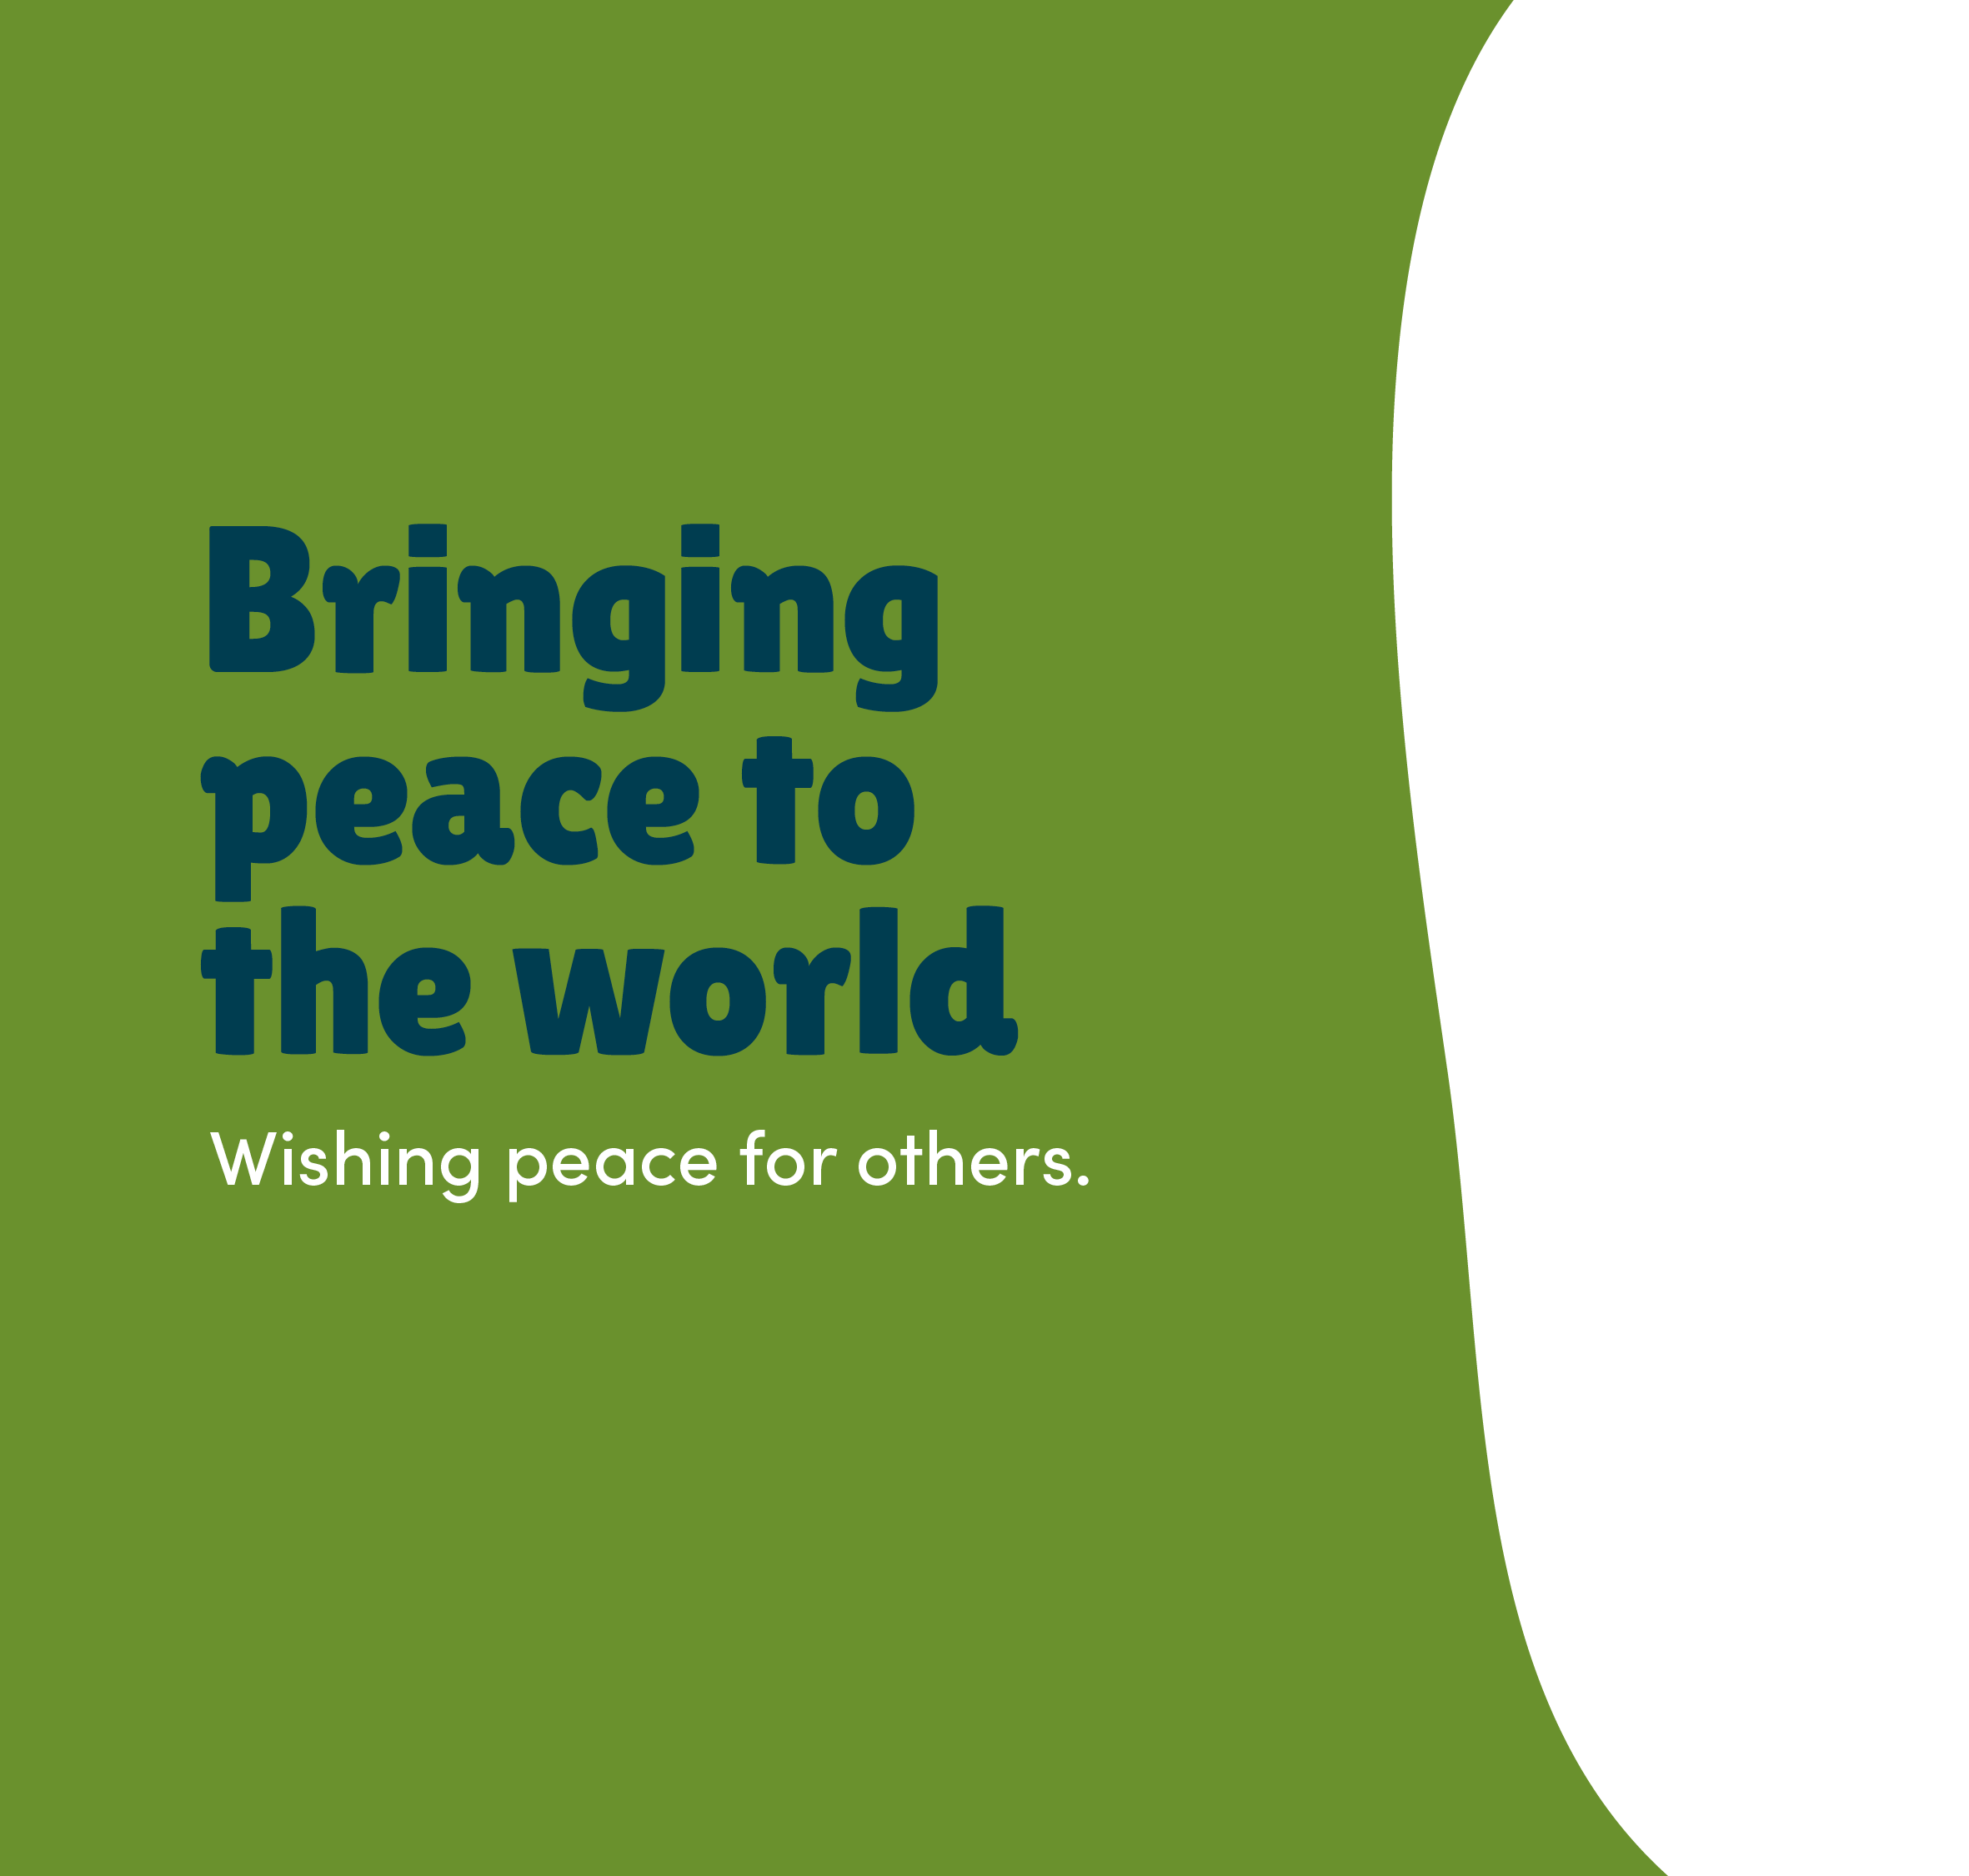 Bringing
peace to
the world
Wishing peace for others.